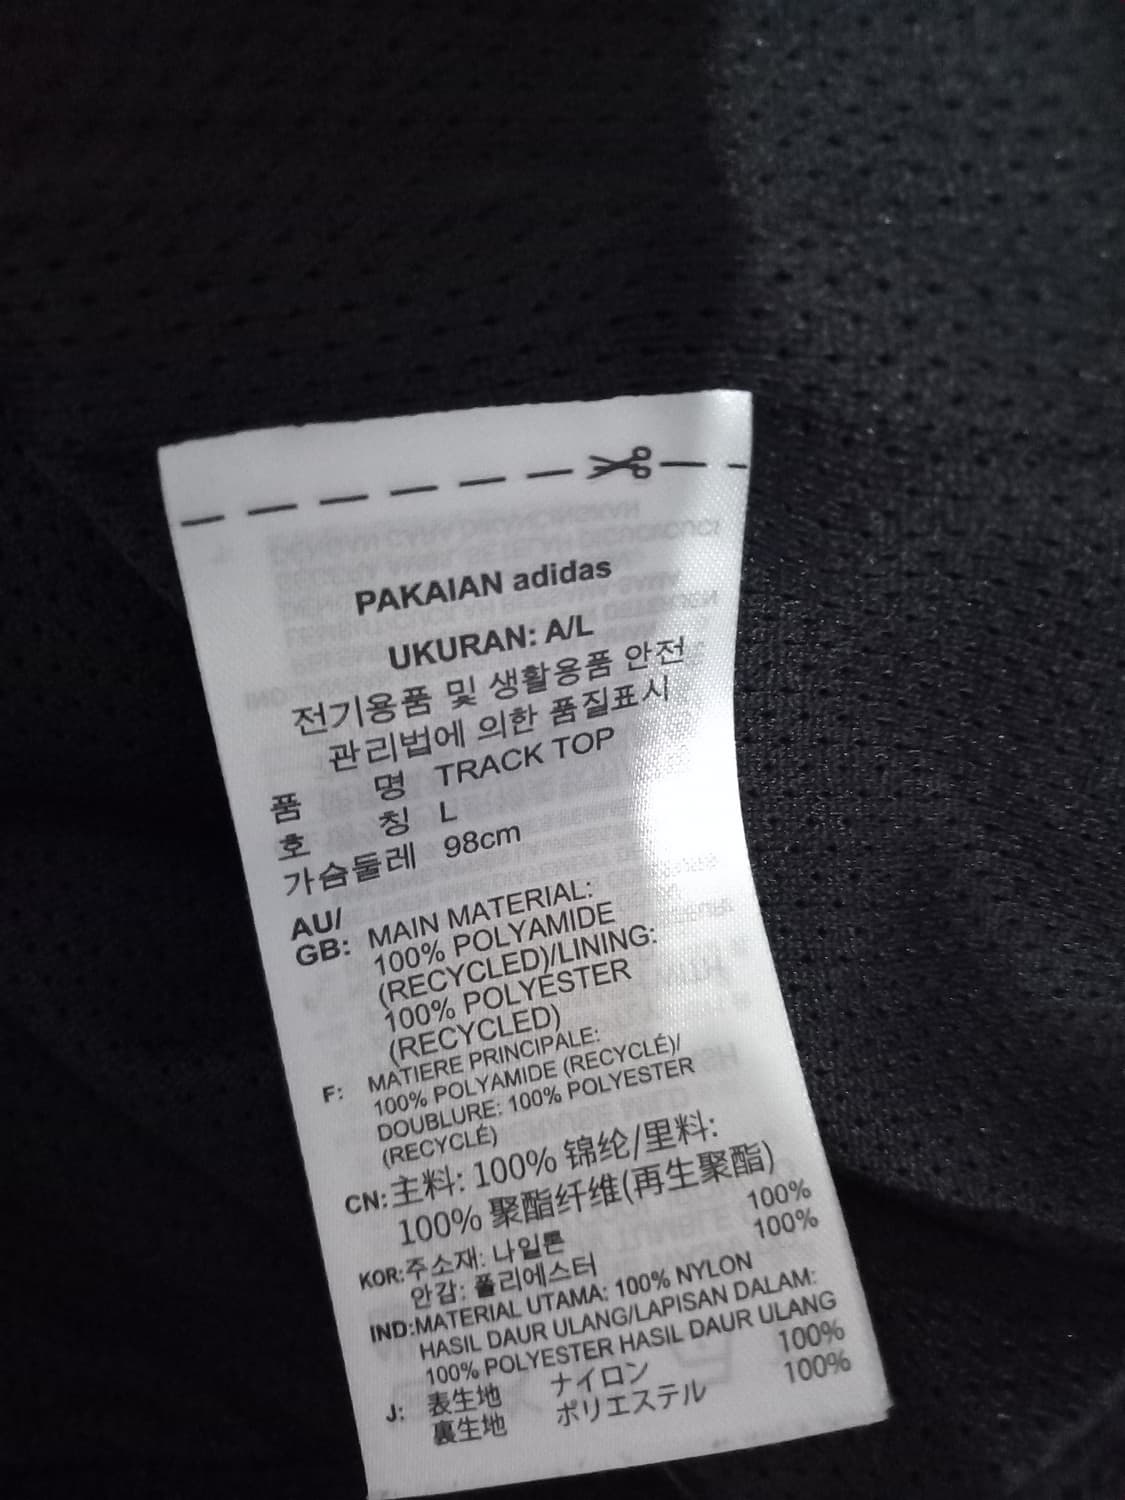 PAKAIAN adidas
UKURAN: A/L
전기용품 및 생활용품 안전
관리법에 의한 품질표시
품 명 TRACK TOP
호 칭 L
가슴둘레 98cm
AU/
GB: MAIN MATERIAL:
100% POLYAMIDE
(RECYCLED)/LINING:
100% POLYESTER
(RECYCLED)
F: MATIERE PRINCIPALE:
100% POLYAMIDE (RECYCLÉ)/
DOUBLURE: 100% POLYESTER
(RECYCLÉ)
CN: 主料: 100% 锦纶/里料:
100% 聚酯纤维(再生聚酯)
KOR: 주소재: 나일론 100%
안감: 폴리에스터 100%
IND: MATERIAL UTAMA: 100% NYLON
HASIL DAUR ULANG/LAPISAN DALAM:
100% POLYESTER HASIL DAUR ULANG
J: 表生地 ナイロン 100%
裏生地 ポリエステル 100%